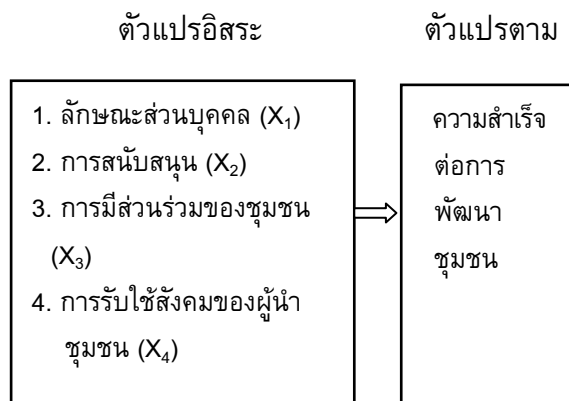 ตัวแปรอิสระ
ตัวแปรตาม
1. ลักษณะส่วนบุคคล (X₁)
2. การสนับสนุน (X₂)
3. การมีส่วนร่วมของชุมชน
(X₃)
4. การรับใช้สังคมของผู้นำ
ชุมชน (X₄)
ความสำเร็จ
ต่อการ
พัฒนา
ชุมชน